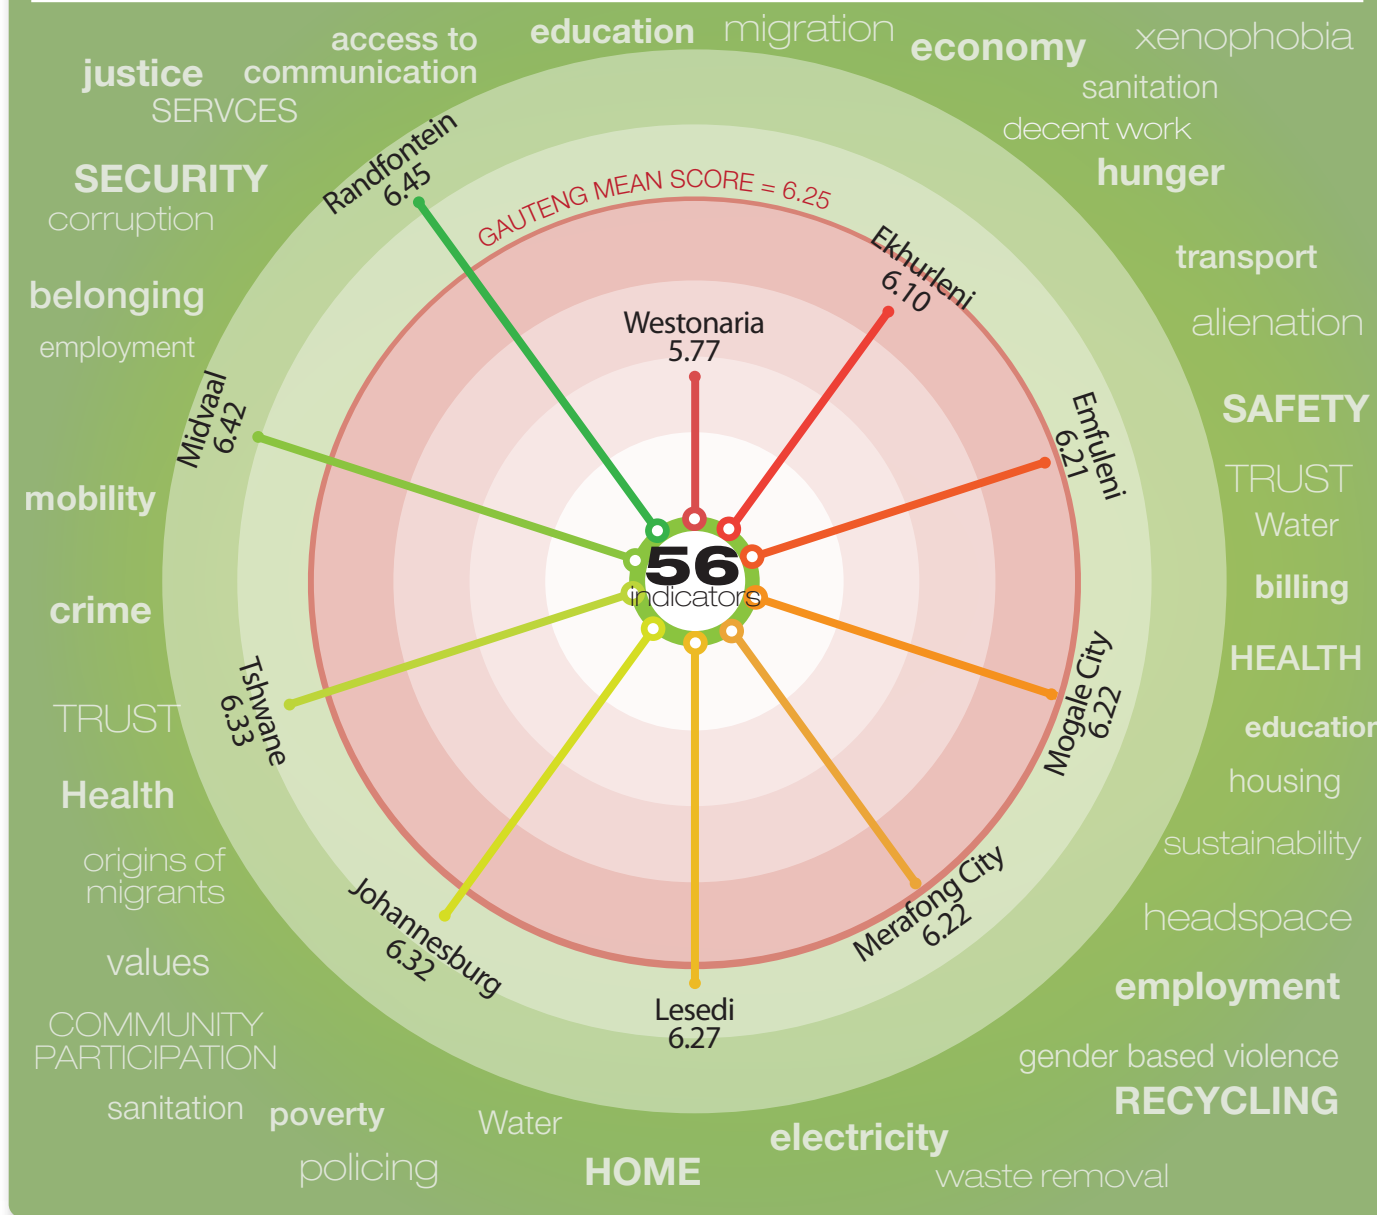 education
migration
economy
xenophobia
access to
communication
justice
SERVCES
sanitation
decent work
hunger
SECURITY
corruption
belonging
employment
transport
alienation
SAFETY
TRUST
Water
billing
HEALTH
education
housing
sustainability
headspace
employment
gender based violence
RECYCLING
mobility
crime
TRUST
Health
origins of
migrants
values
COMMUNITY
PARTICIPATION
sanitation
poverty
Water
policing
HOME
electricity
waste removal
GAUTENG MEAN SCORE = 6.25
Westonaria
5.77
Ekhurleni
6.10
Emfuleni
6.21
Mogale City
6.22
Merafong City
6.22
Lesedi
6.27
Johannesburg
6.32
Tshwane
6.33
Midvaal
6.42
Randfontein
6.45
56
indicators